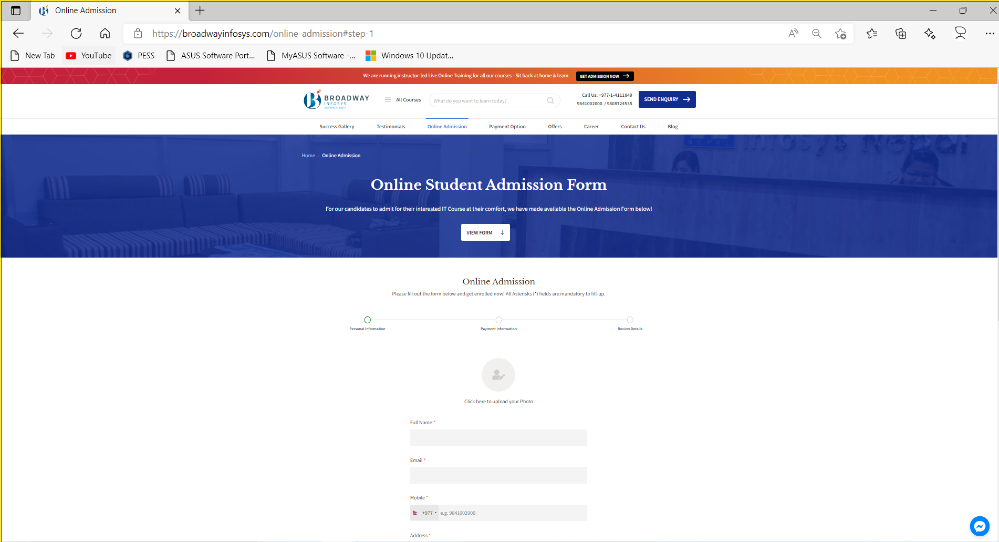 Online Admission
https://broadwayinfosys.com/online-admission#step-1
New Tab YouTube PESS ASUS Software Port... MyASUS Software -... Windows 10 Updat...
We are running instructor-led Live Online Training for all our courses - Sit back at home & learn GET ADMISSION NOW
BROADWAY
INFOSYS
INSPIRING GROWTH
All Courses
What do you want to learn today?
Call Us: +977-1-4111849
9841002000 / 9808724535
SEND ENQUIRY
Success Gallery Testimonials Online Admission Payment Option Offers Career Contact Us Blog
NEPAL
Infosys Nepal
Home / Online Admission
Online Student Admission Form
For our candidates to admit for their interested IT Course at their comfort, we have made available the Online Admission Form below!
VIEW FORM
Online Admission
Please fill out the form below and get enrolled now! All Asterisks (*) fields are mandatory to fill-up.
Personal Information Payment Information Review Details
Click here to upload your Photo
Full Name *
Email *
Mobile *
+977 e.g. 9841002000
Address *